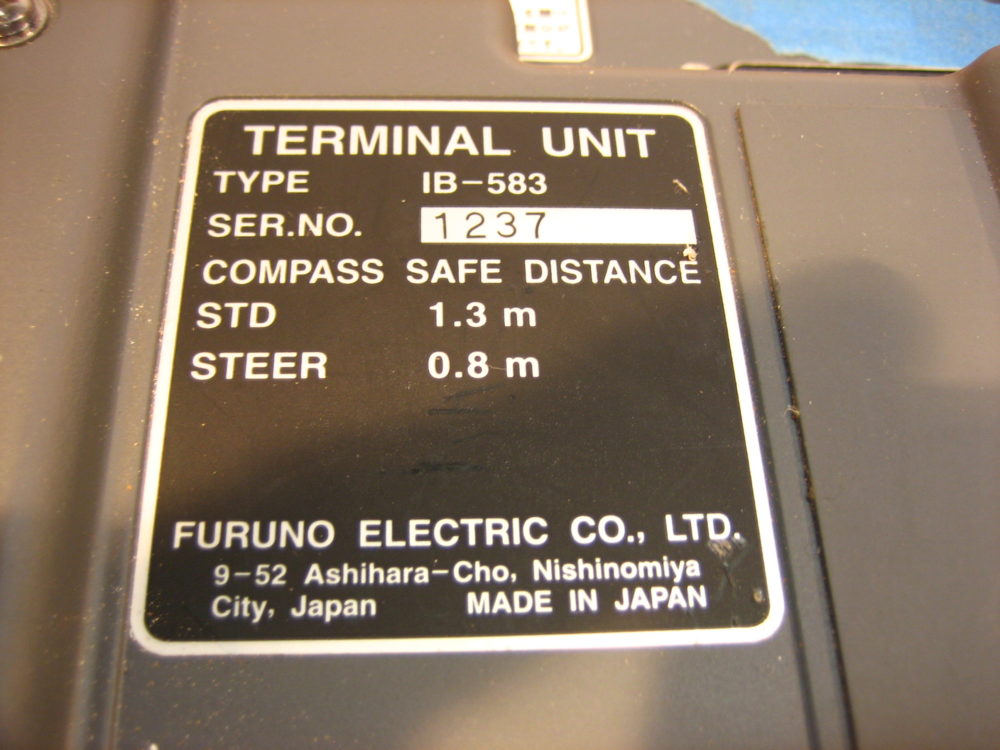 TERMINAL UNIT
TYPE IB-583
SER.NO. 1237
COMPASS SAFE DISTANCE
STD 1.3 m
STEER 0.8 m
FURUNO ELECTRIC CO., LTD.
9-52 Ashihara-Cho, Nishinomiya
City, Japan MADE IN JAPAN